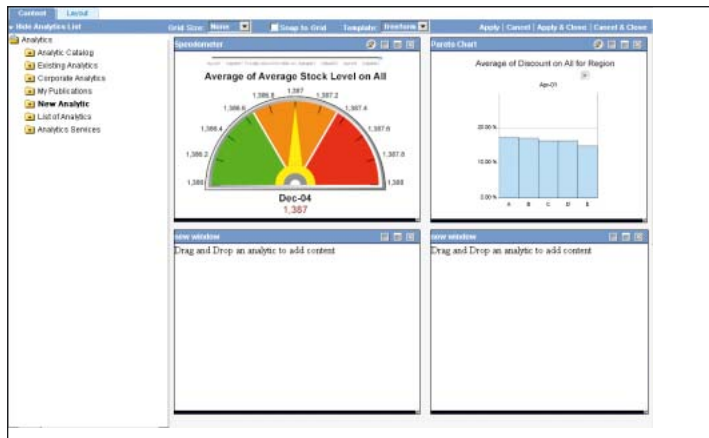 Content Layout
Hide Analytics List Grid Size: None Snap to Grid Template: freeform Apply | Cancel | Apply & Close | Cancel & Close
Analytics
Analytic Catalog
Existing Analytics
Corporate Analytics
My Publications
New Analytic
List of Analytics
Analytics Services
Speedometer
Average of Average Stock Level on All
1,386
1,386.2
1,386.4
1,386.6
1,386.8
1,387
1,387.2
1,387.4
1,387.6
1,387.8
1,388
Dec-04
1,387
Pareto Chart
Average of Discount on All for Region
Apr-01
20.00 %
10.00 %
0.00 %
A B C D E
new window
Drag and Drop an analytic to add content
new window
Drag and Drop an analytic to add content